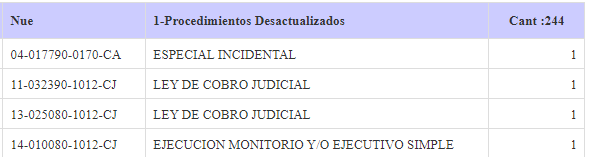 Nue 1-Procedimientos Desactualizados Cant :244
04-017790-0170-CA ESPECIAL INCIDENTAL 1
11-032390-1012-CJ LEY DE COBRO JUDICIAL 1
13-025080-1012-CJ LEY DE COBRO JUDICIAL 1
14-010080-1012-CJ EJECUCION MONITORIO Y/O EJECUTIVO SIMPLE 1